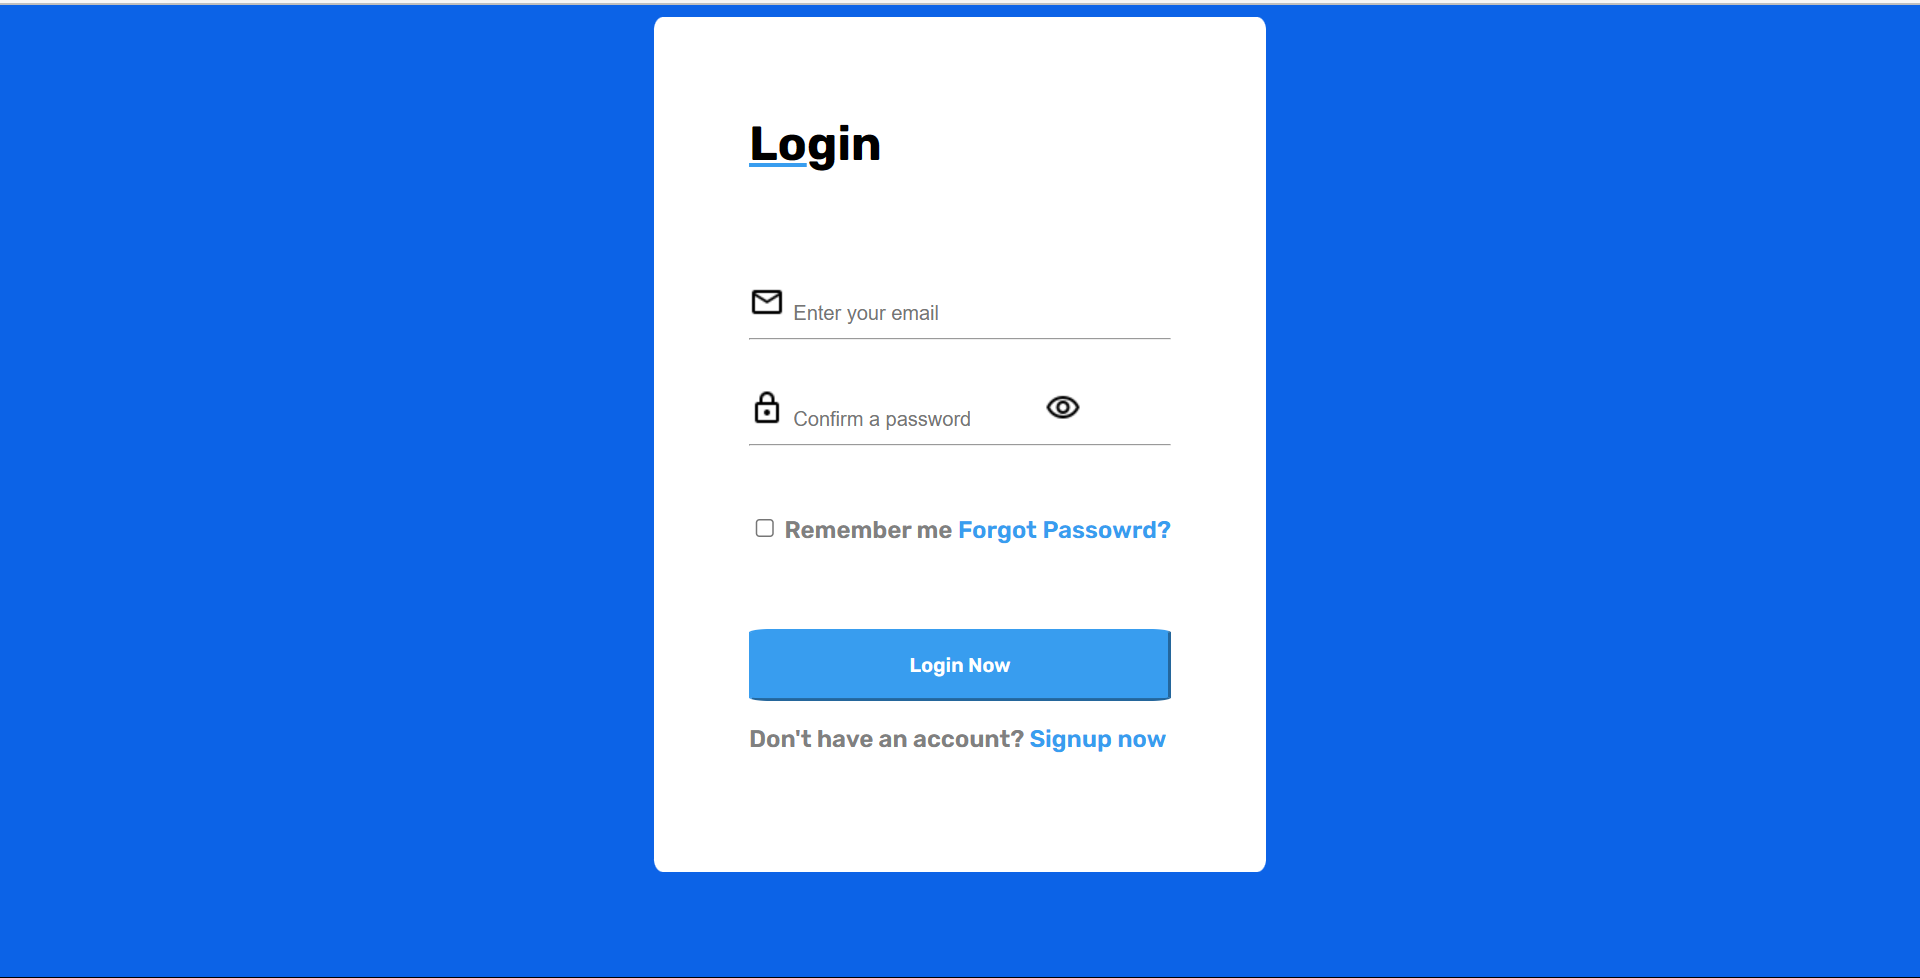 Login
Enter your email
Confirm a password
Remember me Forgot Passowrd?
Login Now
Don't have an account? Signup now